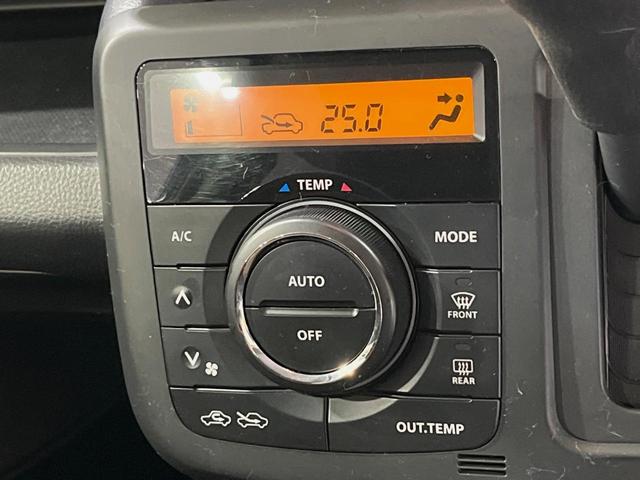 25.0
TEMP
A/C
MODE
AUTO
OFF
FRONT
REAR
OUT.TEMP